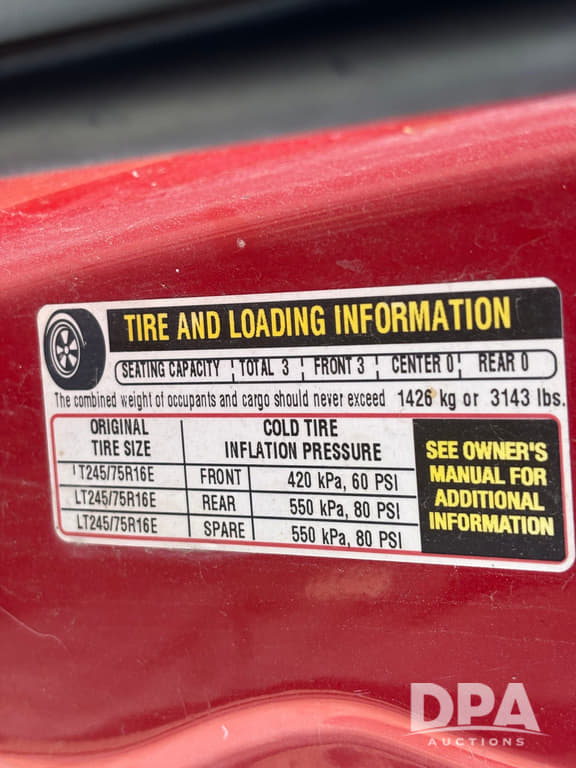 TIRE AND LOADING INFORMATION
SEATING CAPACITY TOTAL 3 FRONT 3 CENTER 0 REAR 0
The combined weight of occupants and cargo should never exceed 1426 kg or 3143 lbs.
ORIGINAL TIRE SIZE COLD TIRE INFLATION PRESSURE
LT245/75R16E FRONT 420 kPa, 60 PSI
LT245/75R16E REAR 550 kPa, 80 PSI
LT245/75R16E SPARE 550 kPa, 80 PSI
SEE OWNER'S
MANUAL FOR
ADDITIONAL
INFORMATION
DPA
AUCTIONS